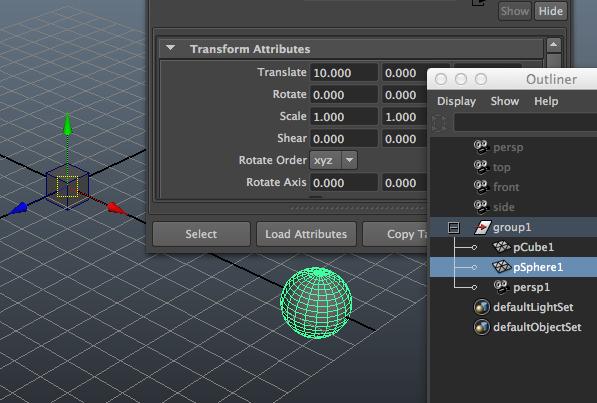 Show Hide
Transform Attributes
Translate 10.000 0.000
Rotate 0.000 0.000
Scale 1.000 1.000
Shear 0.000 0.000
Rotate Order xyz
Rotate Axis 0.000 0.000
Select Load Attributes Copy Ta
Outliner
Display Show Help
persp
top
front
side
group1
pCube1
pSphere1
persp1
defaultLightSet
defaultObjectSet